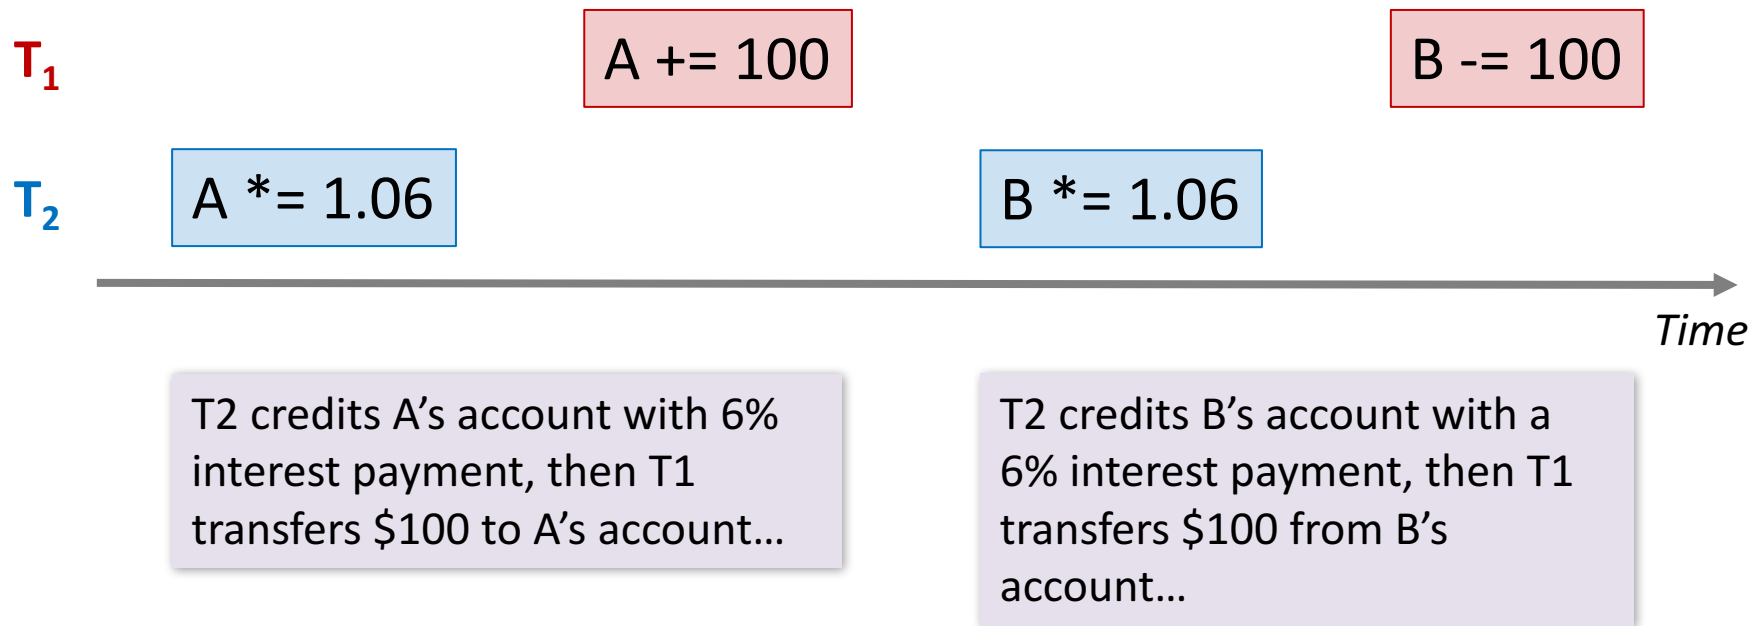 T1
A += 100
B -= 100
T2
A *= 1.06
B *= 1.06
Time
T2 credits A’s account with 6%
interest payment, then T1
transfers $100 to A’s account…
T2 credits B’s account with a
6% interest payment, then T1
transfers $100 from B’s
account…